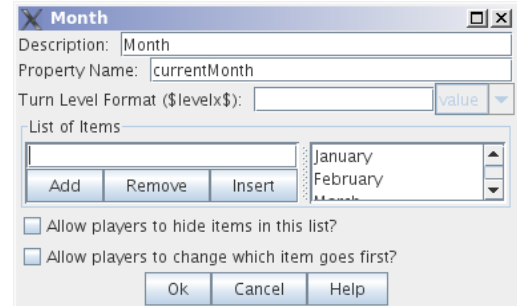 Month
Description: Month
Property Name: currentMonth
Turn Level Format ($levelx$): value
List of Items
January
February
March
Add Remove Insert
Allow players to hide items in this list?
Allow players to change which item goes first?
Ok Cancel Help